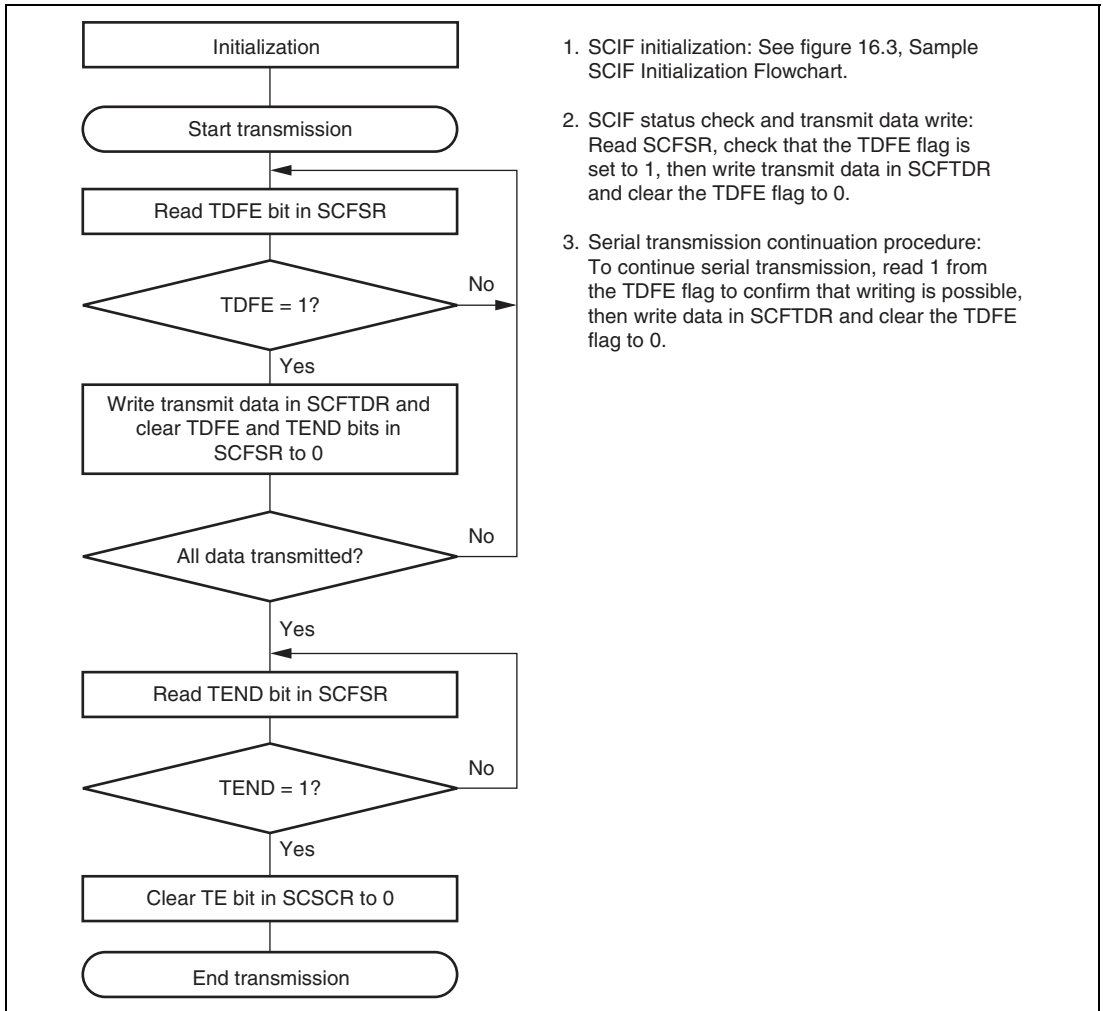 Initialization
Start transmission
Read TDFE bit in SCFSR
TDFE = 1?
No
Yes
Write transmit data in SCFTDR and
clear TDFE and TEND bits in
SCFSR to 0
All data transmitted?
No
Yes
Read TEND bit in SCFSR
TEND = 1?
No
Yes
Clear TE bit in SCSCR to 0
End transmission
1. SCIF initialization: See figure 16.3, Sample
SCIF Initialization Flowchart.
2. SCIF status check and transmit data write:
Read SCFSR, check that the TDFE flag is
set to 1, then write transmit data in SCFTDR
and clear the TDFE flag to 0.
3. Serial transmission continuation procedure:
To continue serial transmission, read 1 from
the TDFE flag to confirm that writing is possible,
then write data in SCFTDR and clear the TDFE
flag to 0.